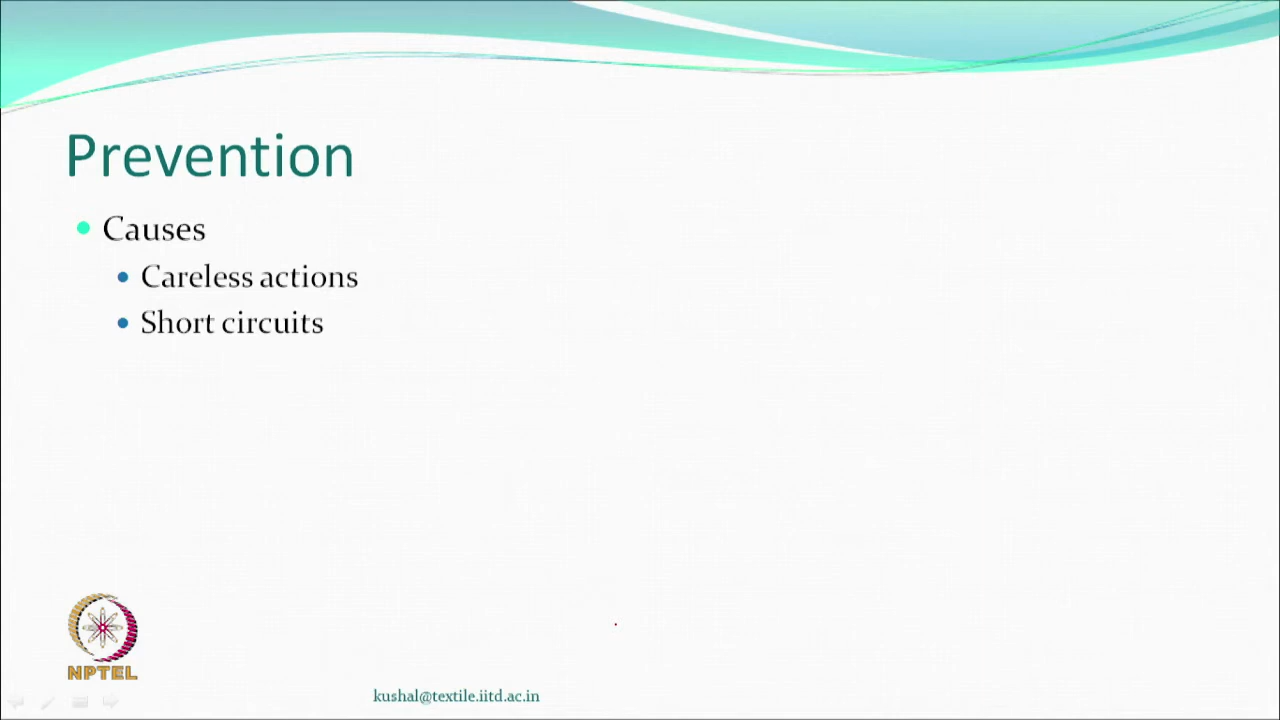 Prevention
Causes
Careless actions
Short circuits
NPTEL
kushal@textile.iitd.ac.in